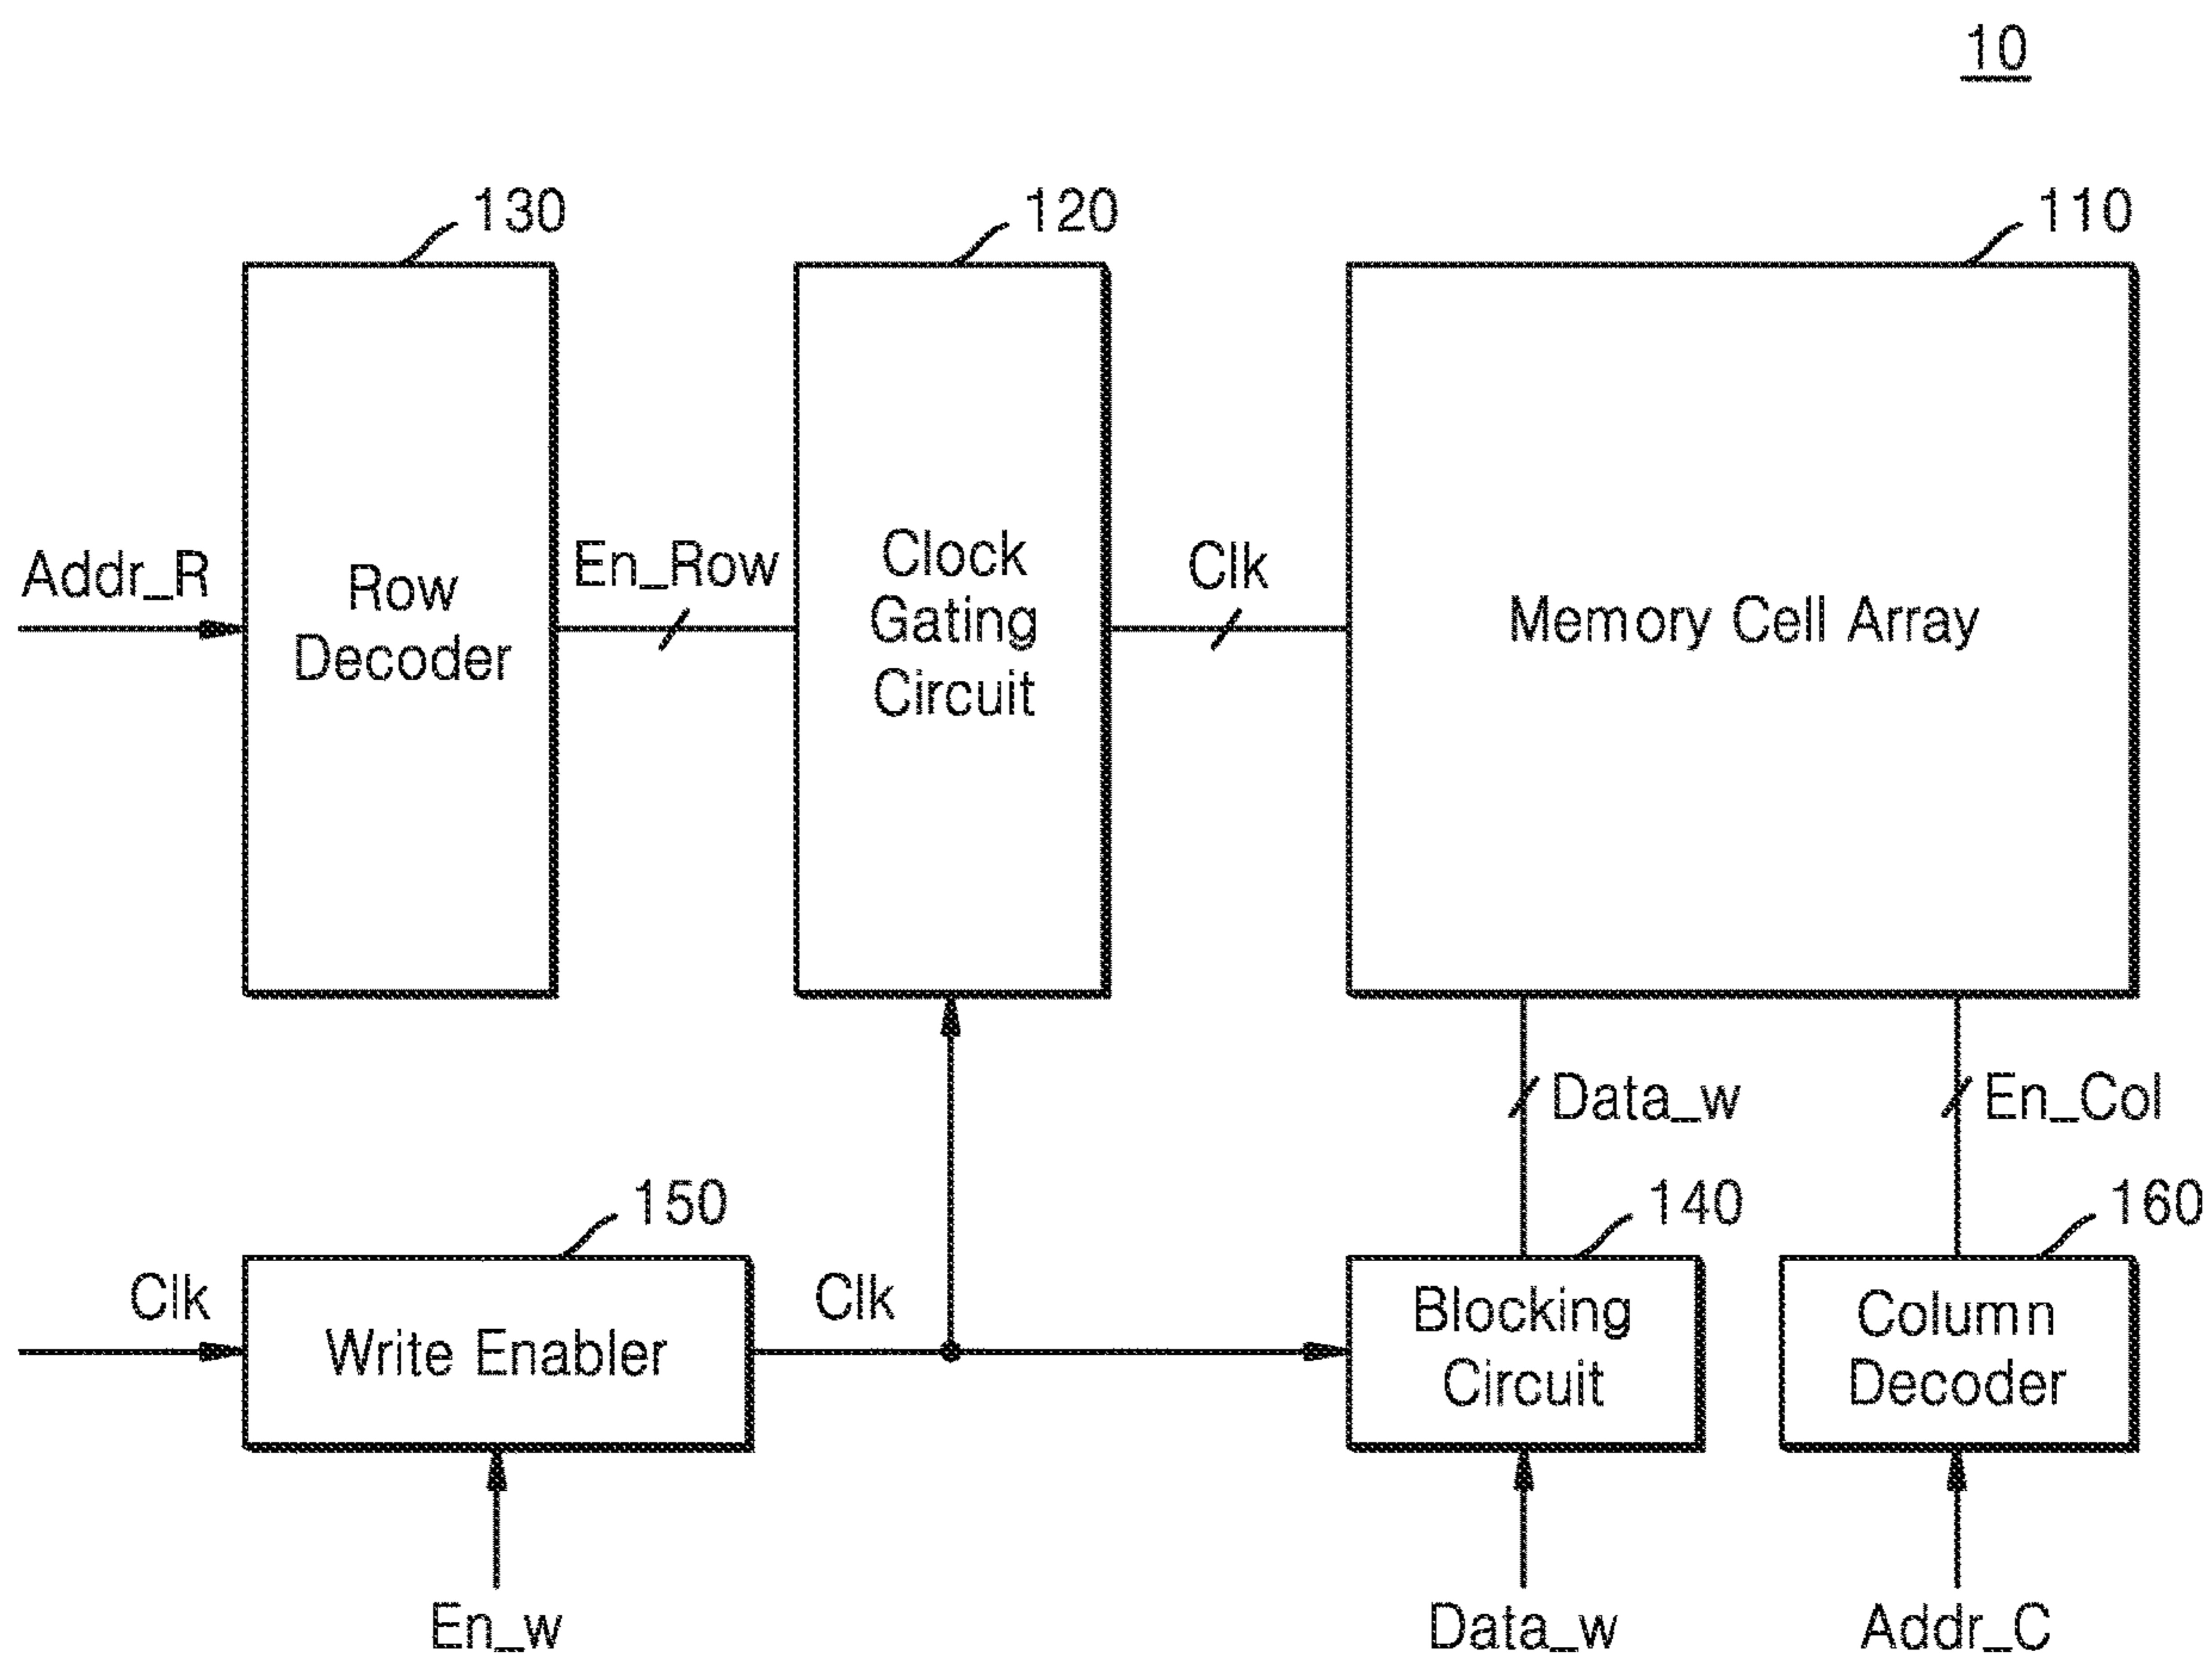 10
130
120
110
Addr_R
Row
Decoder
En_Row
Clock
Gating
Circuit
Clk
Memory Cell Array
Data_w
En_Col
150
140
160
Clk
Write Enabler
Clk
Blocking
Circuit
Column
Decoder
En_w
Data_w
Addr_C